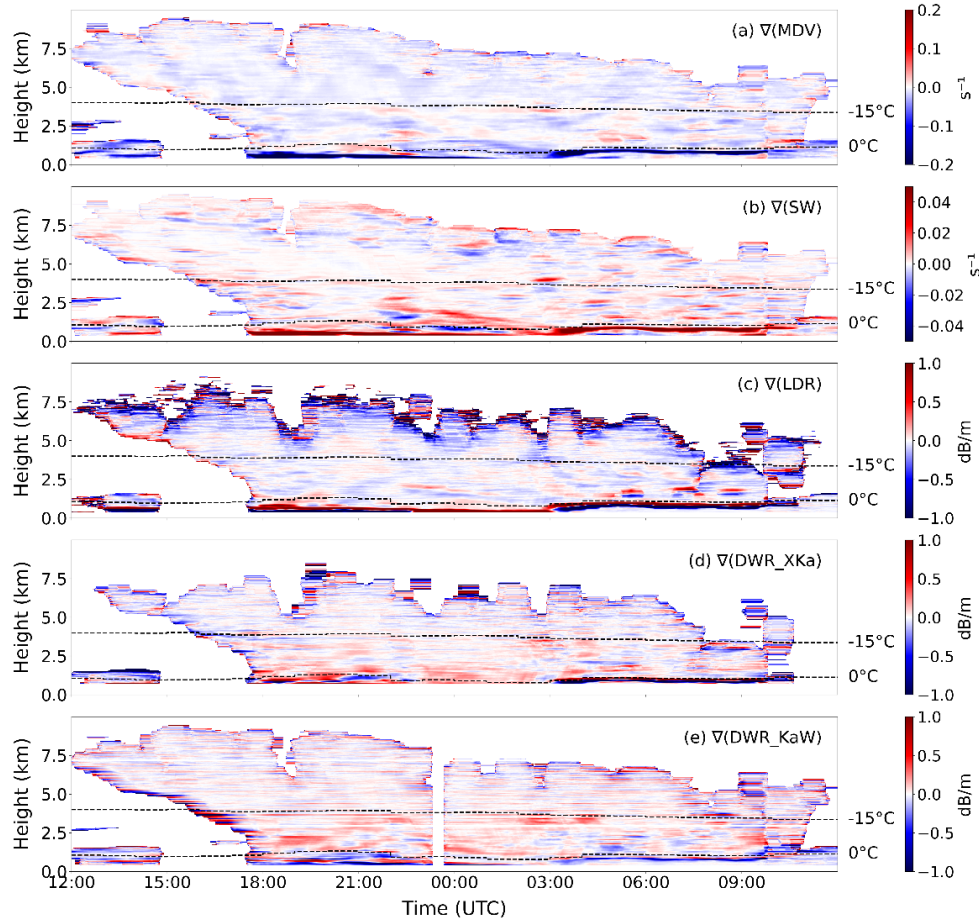 (a) ∇(MDV)
Height (km)
7.5
5.0
2.5
0.0
-15°C
0°C
0.2
0.1
0.0
−0.1
−0.2
s⁻¹
(b) ∇(SW)
Height (km)
7.5
5.0
2.5
0.0
-15°C
0°C
0.04
0.02
0.00
−0.02
−0.04
s⁻¹
(c) ∇(LDR)
Height (km)
7.5
5.0
2.5
0.0
-15°C
0°C
1.0
0.5
0.0
−0.5
−1.0
dB/m
(d) ∇(DWR_XKa)
Height (km)
7.5
5.0
2.5
0.0
-15°C
0°C
1.0
0.5
0.0
−0.5
−1.0
dB/m
(e) ∇(DWR_KaW)
Height (km)
7.5
5.0
2.5
0.0
-15°C
0°C
1.0
0.5
0.0
−0.5
−1.0
dB/m
12:00 15:00 18:00 21:00 00:00 03:00 06:00 09:00
Time (UTC)